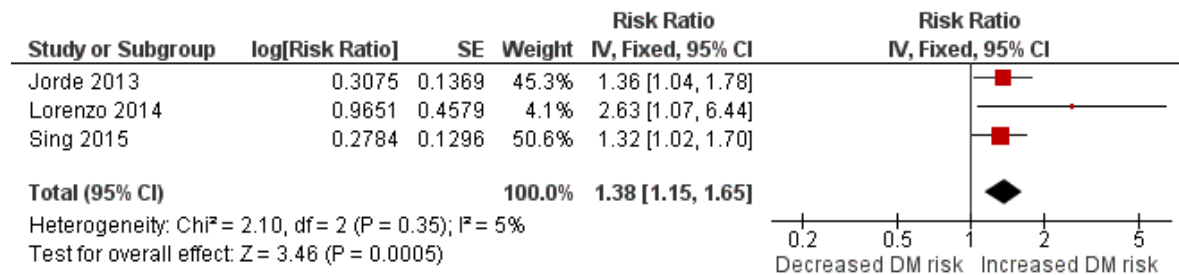 Risk Ratio Risk Ratio
Study or Subgroup log[Risk Ratio] SE Weight IV, Fixed, 95% CI IV, Fixed, 95% CI
Jorde 2013 0.3075 0.1369 45.3% 1.36 [1.04, 1.78]
Lorenzo 2014 0.9651 0.4579 4.1% 2.63 [1.07, 6.44]
Sing 2015 0.2784 0.1296 50.6% 1.32 [1.02, 1.70]
Total (95% CI) 100.0% 1.38 [1.15, 1.65]
Heterogeneity: Chi² = 2.10, df = 2 (P = 0.35); I² = 5%
Test for overall effect: Z = 3.46 (P = 0.0005)
0.2 0.5 1 2 5
Decreased DM risk Increased DM risk